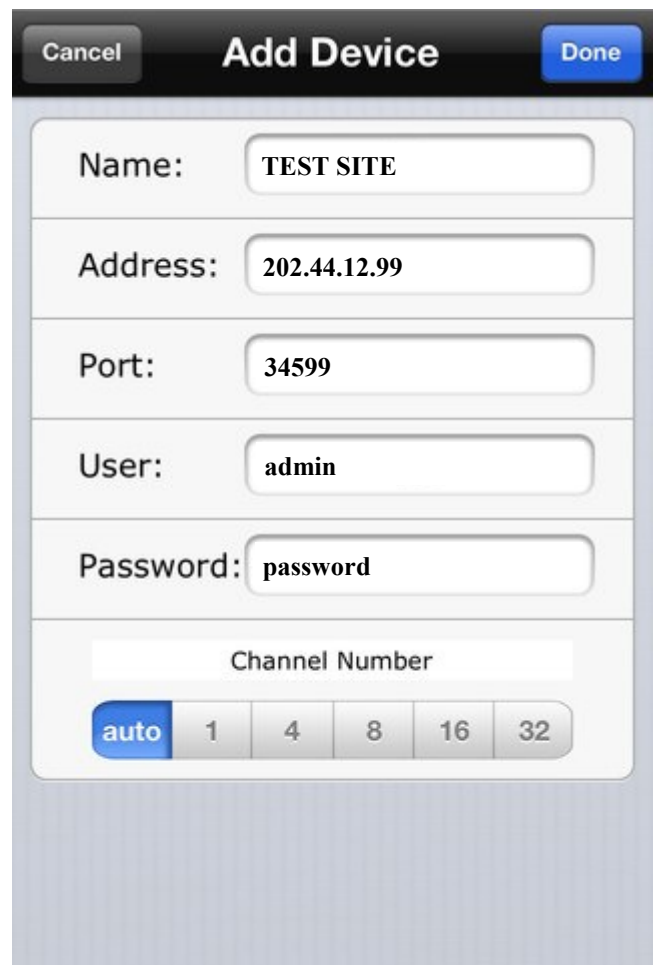 Cancel Add Device Done
Name: TEST SITE
Address: 202.44.12.99
Port: 34599
User: admin
Password: password
Channel Number
auto 1 4 8 16 32